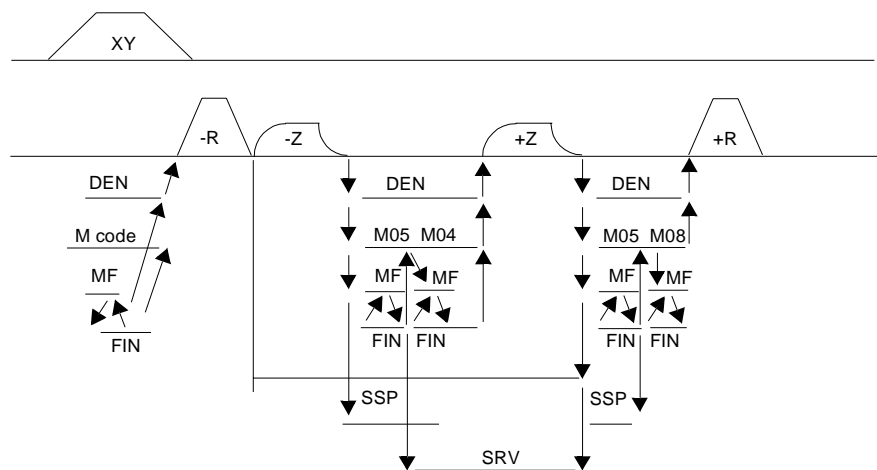 XY
-R -Z +Z +R
DEN DEN DEN
M code M05 M04 M05 M08
MF MF MF MF MF
FIN FIN FIN FIN FIN
SSP SSP
SRV